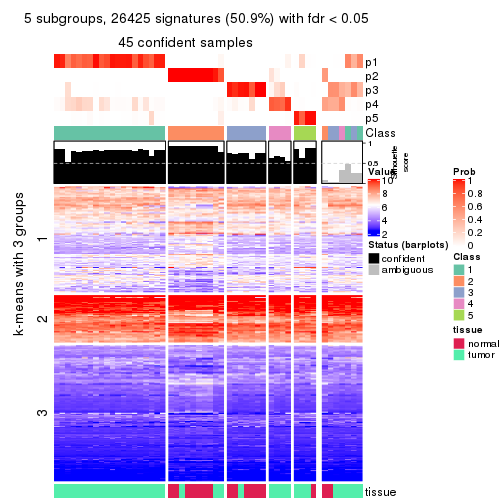 5 subgroups, 26425 signatures (50.9%) with fdr < 0.05
45 confident samples
p1
p2
p3
p4
p5
Class
1
0.5
0
Silhouette
score
k-means with 3 groups
1
2
3
tissue
Value
10
8
6
4
2
Status (barplots)
confident
ambiguous
Prob
1
0.8
0.6
0.4
0.2
0
Class
1
2
3
4
5
tissue
normal
tumor